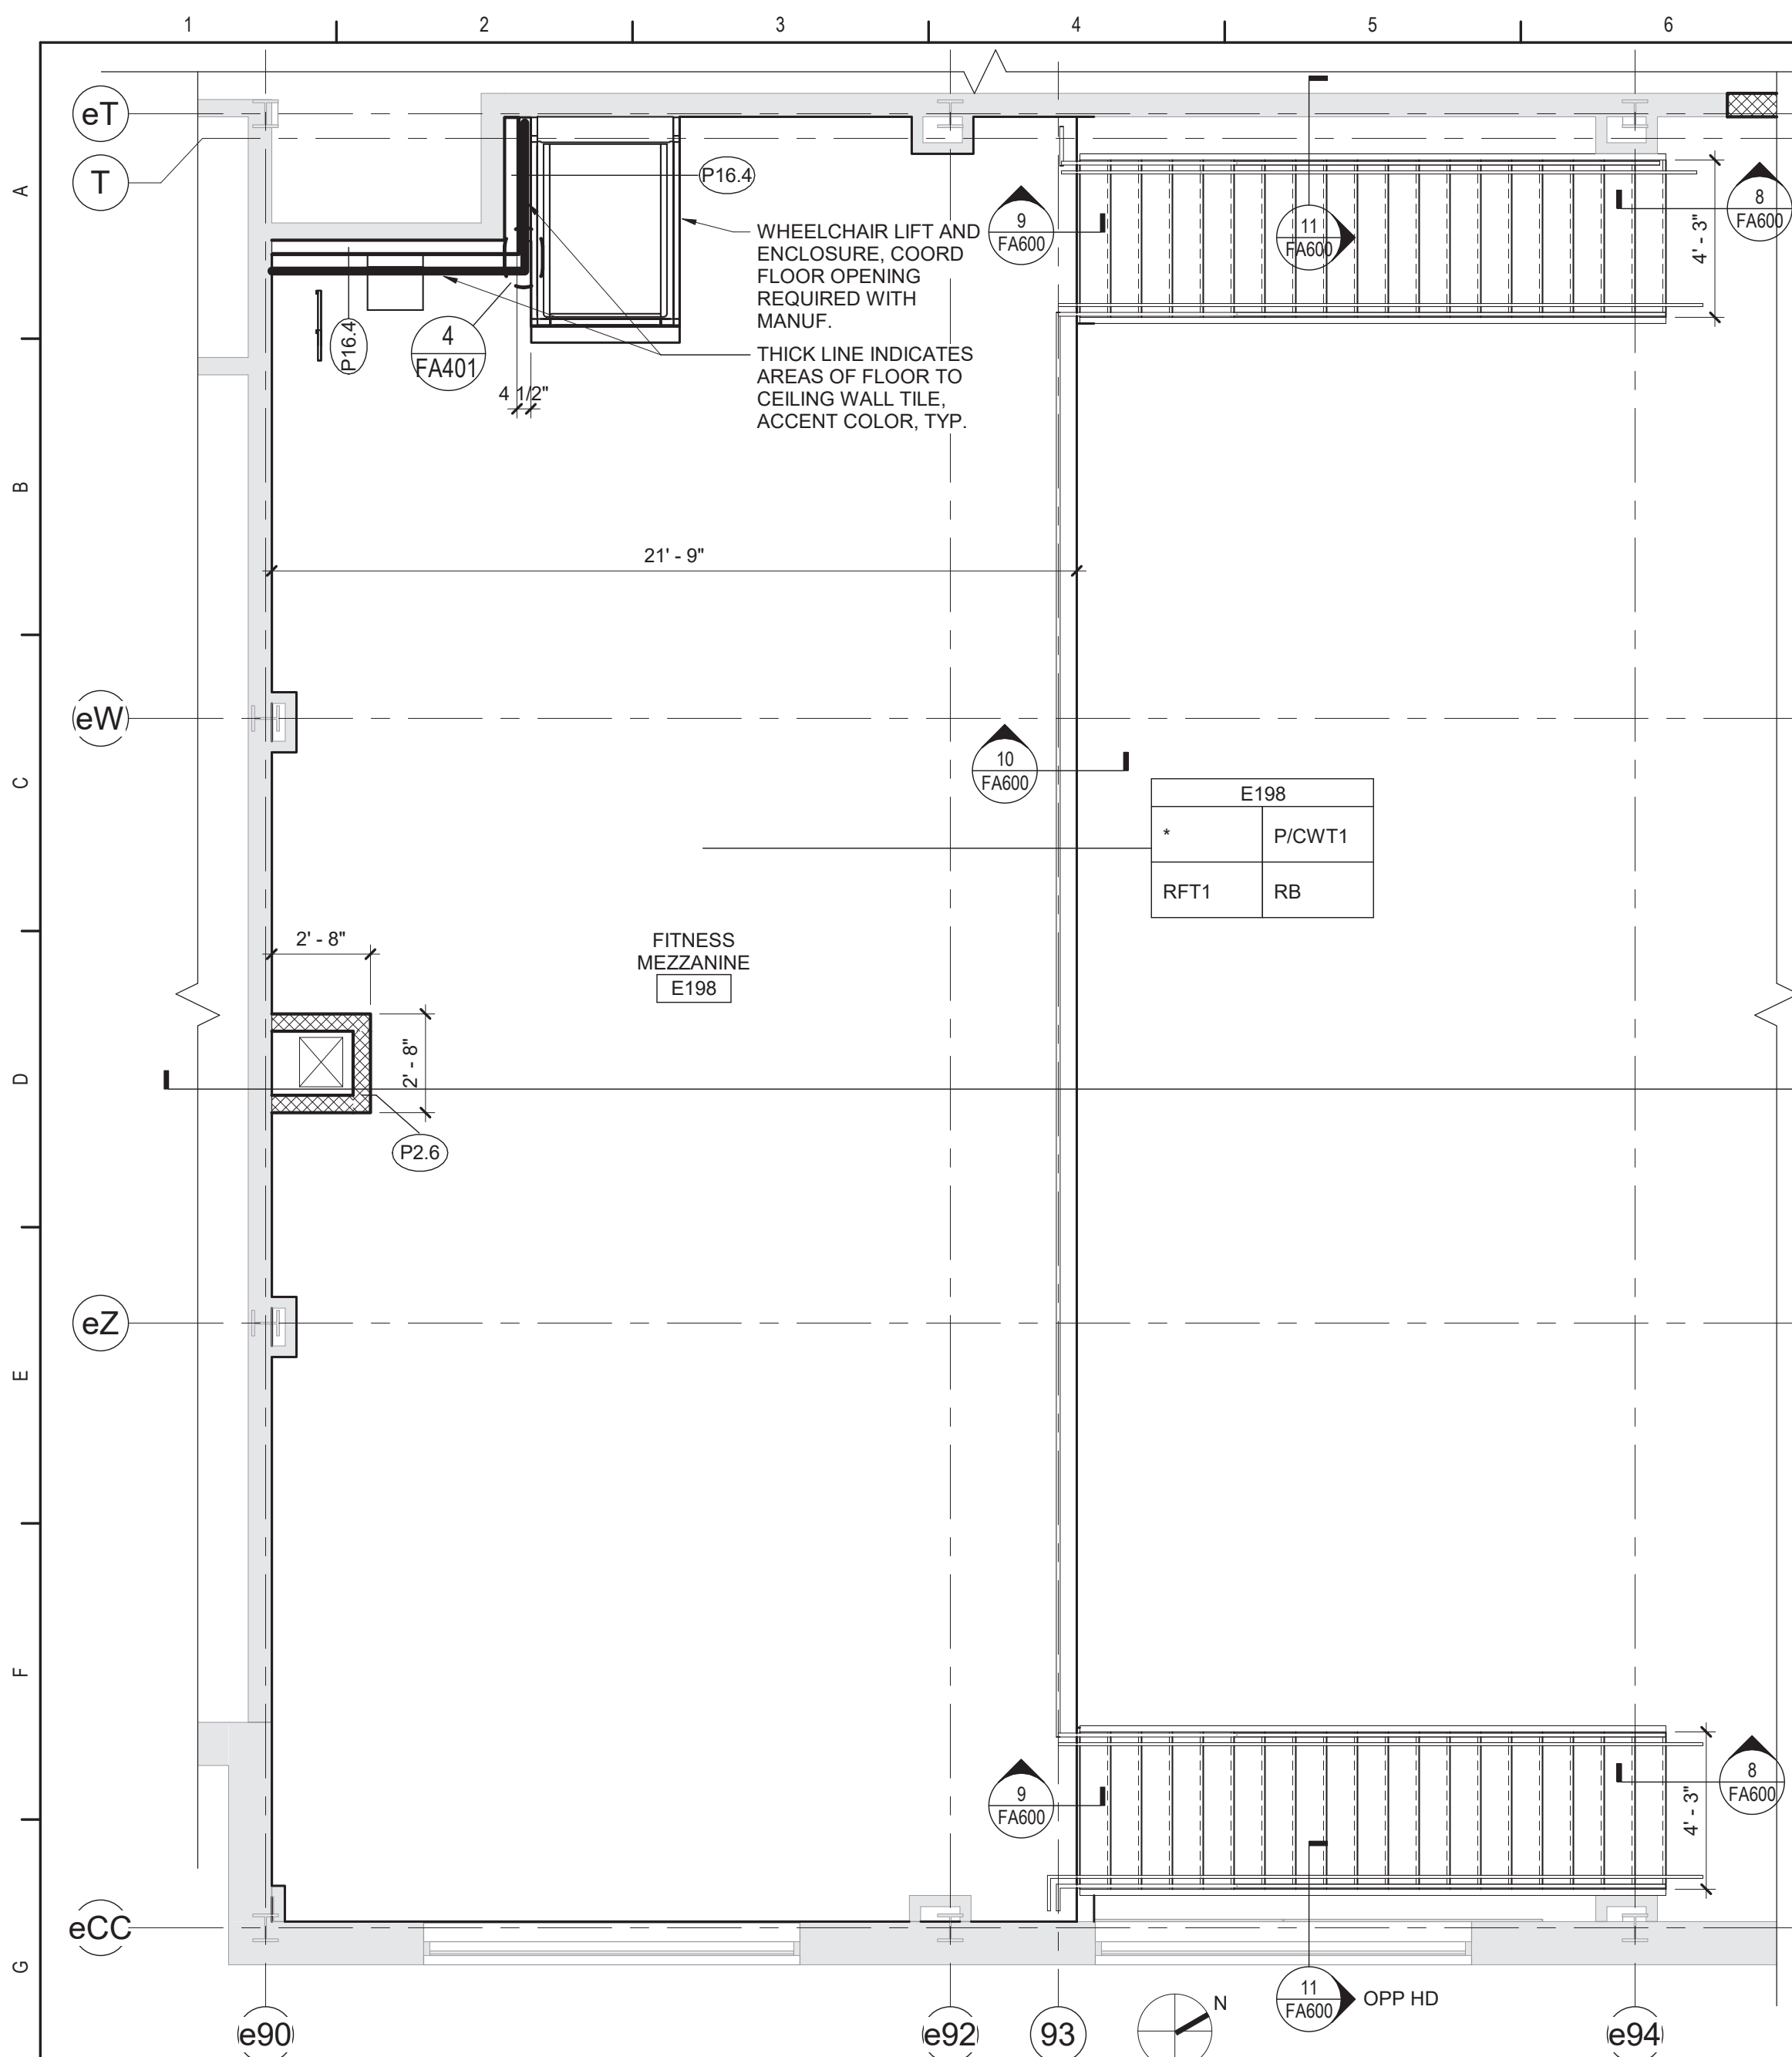 1 2 3 4 5 6
A
B
C
D
E
F
G
eT
T
eW
eZ
eCC
P16.4
P16.4
WHEELCHAIR LIFT AND
ENCLOSURE, COORD
FLOOR OPENING
REQUIRED WITH
MANUF.
THICK LINE INDICATES
AREAS OF FLOOR TO
CEILING WALL TILE,
ACCENT COLOR, TYP.
4
FA401
4 1/2"
9
FA600
11
FA600
8
FA600
4' - 3"
21' - 9"
10
FA600
E198
* P/CWT1
RFT1 RB
2' - 8"
2' - 8"
FITNESS
MEZZANINE
E198
P2.6
9
FA600
8
FA600
4' - 3"
11
FA600
OPP HD
N
e90 e92 93 e94